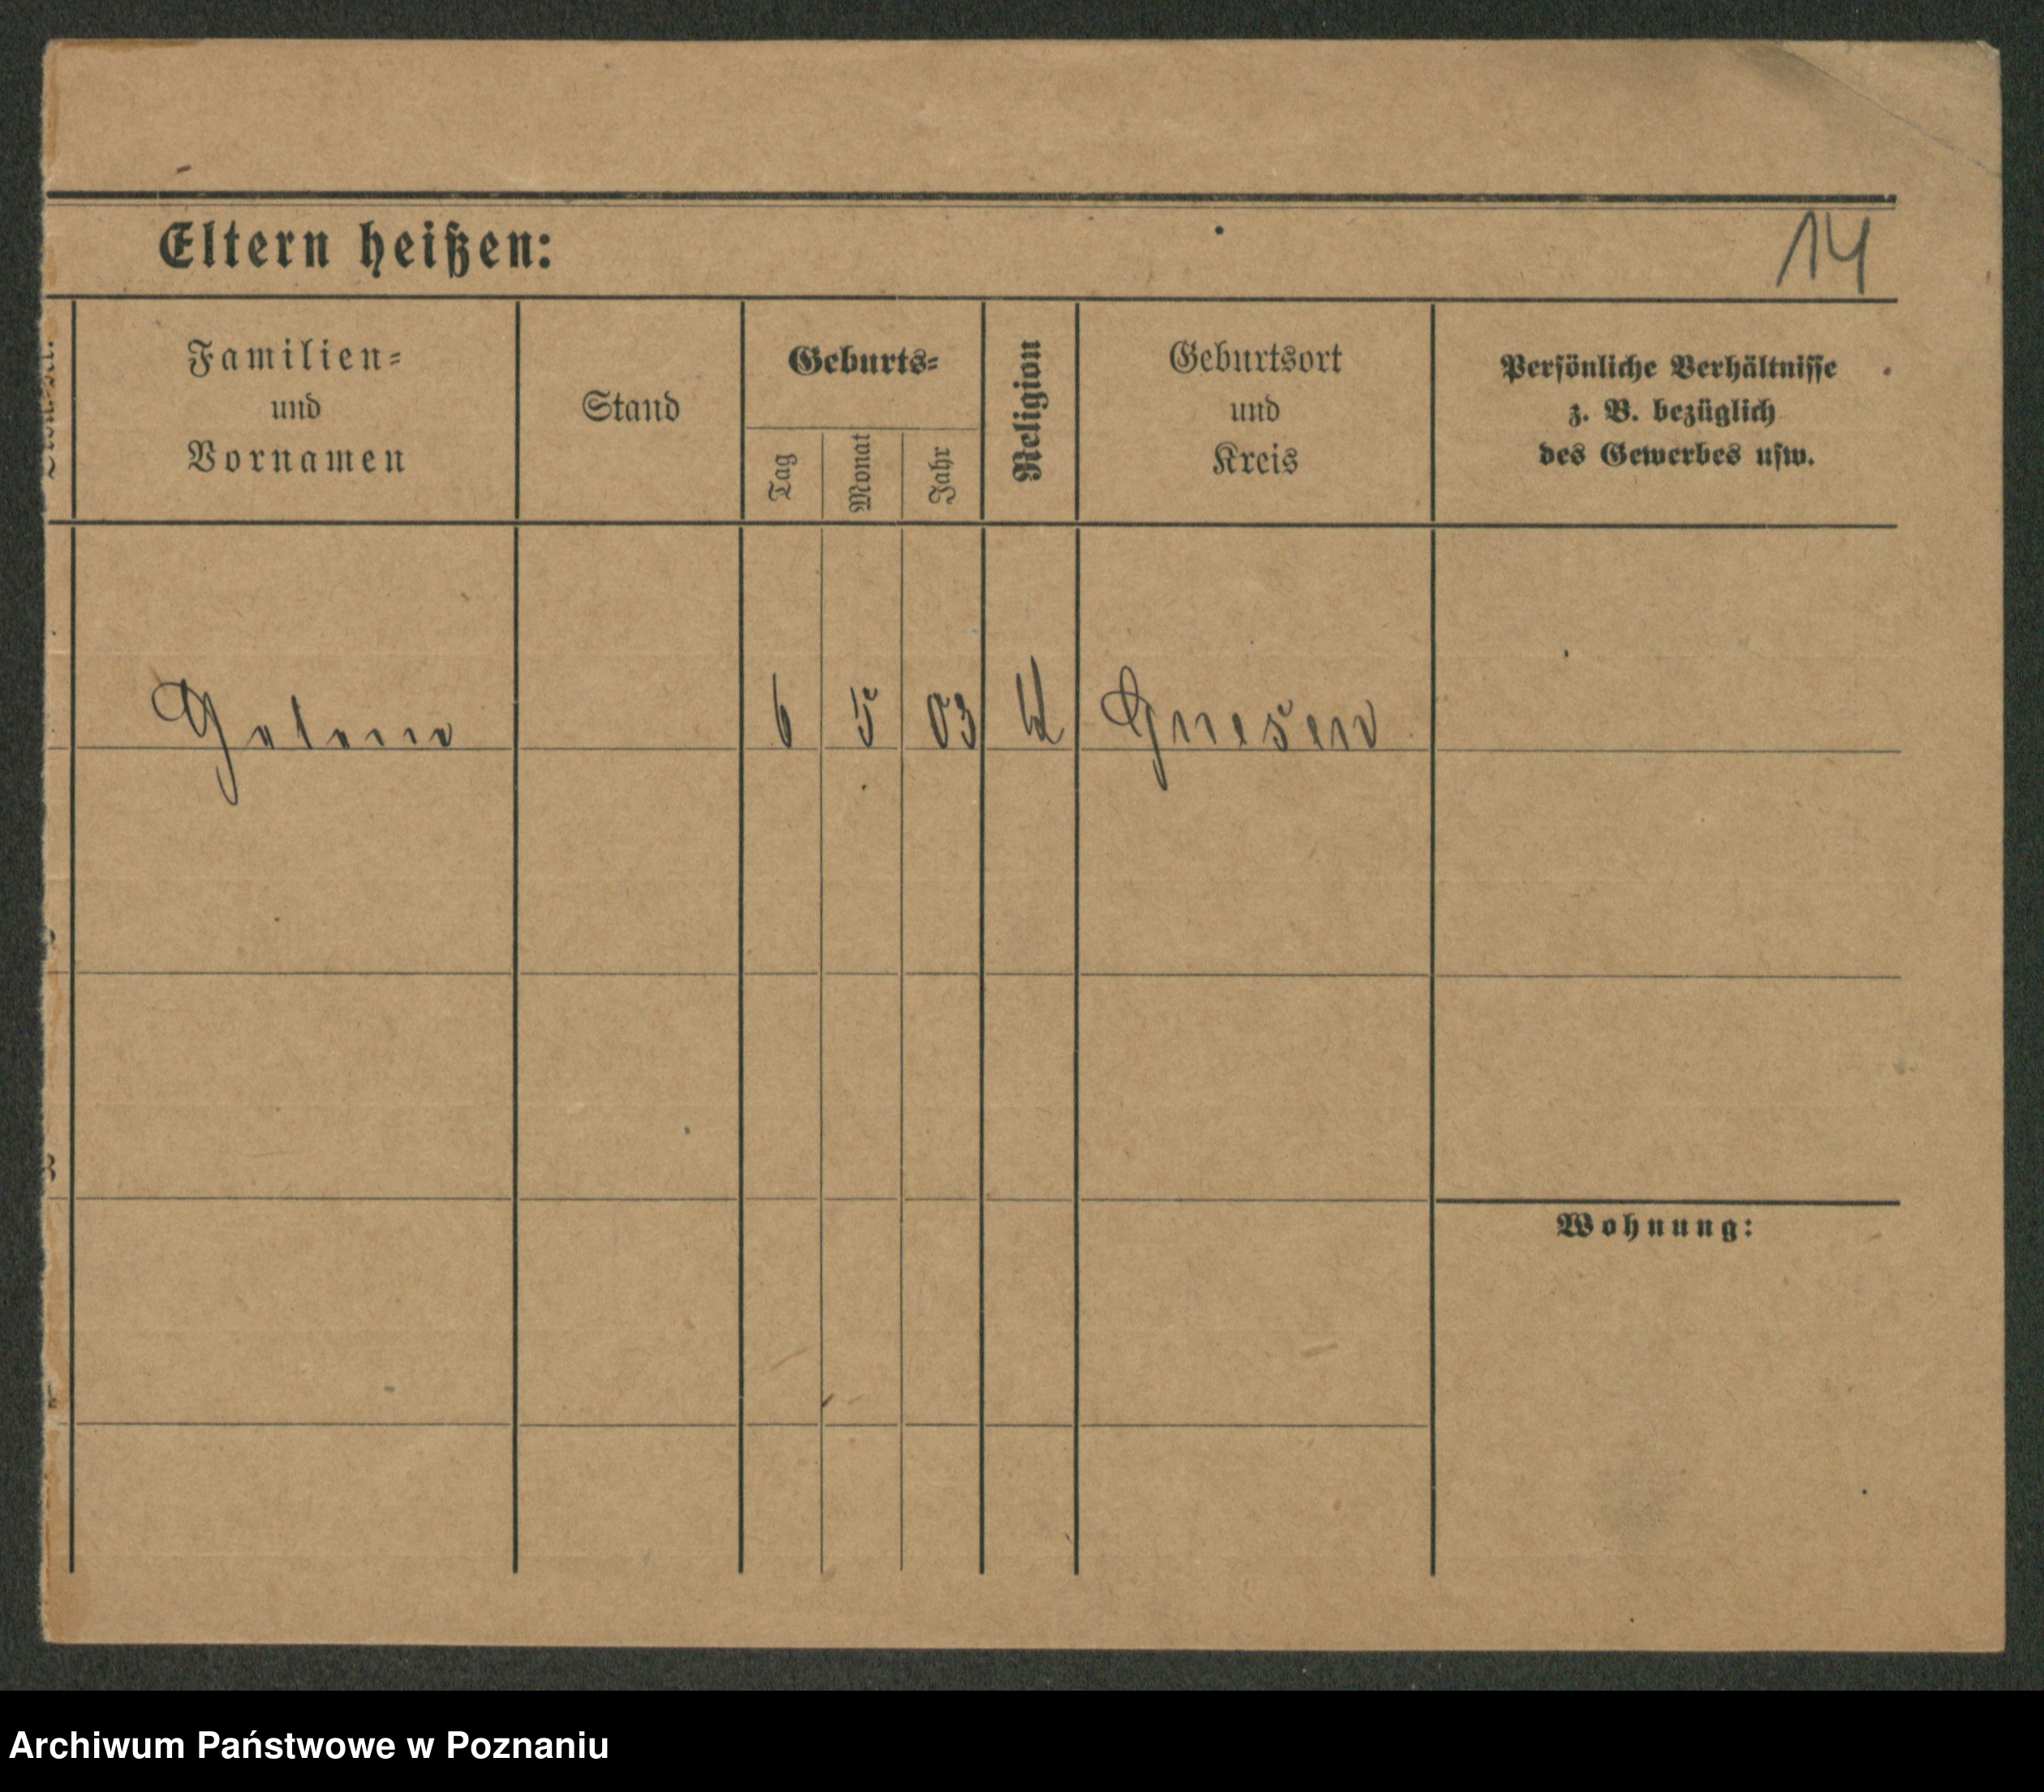 Eltern heißen:
14
Familien=
und
Vornamen
Stand
Geburts=
Tag
Monat
Jahr
Religion
Geburtsort
und
Kreis
Persönliche Verhältnisse
z. B. bezüglich
des Gewerbes usw.
6 5 03 Gnesen
Wohnung:
Archiwum Państwowe w Poznaniu